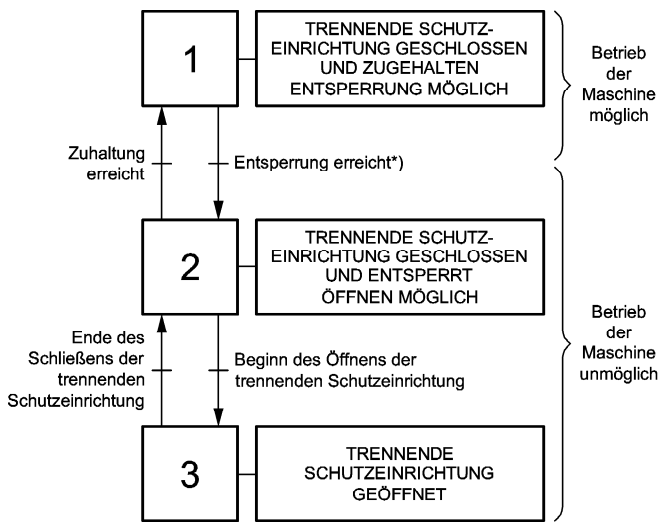 1
TRENNENDE SCHUTZ-
EINRICHTUNG GESCHLOSSEN
UND ZUGEHALTEN
ENTSPERRUNG MÖGLICH
Betrieb
der
Maschine
möglich
Zuhaltung
erreicht
Entsperrung erreicht*)
2
TRENNENDE SCHUTZ-
EINRICHTUNG GESCHLOSSEN
UND ENTSPERRT
ÖFFNEN MÖGLICH
Betrieb
der
Maschine
unmöglich
Ende des
Schließens der
trennenden
Schutzeinrichtung
Beginn des Öffnens der
trennenden Schutzeinrichtung
3
TRENNENDE
SCHUTZEINRICHTUNG
GEÖFFNET